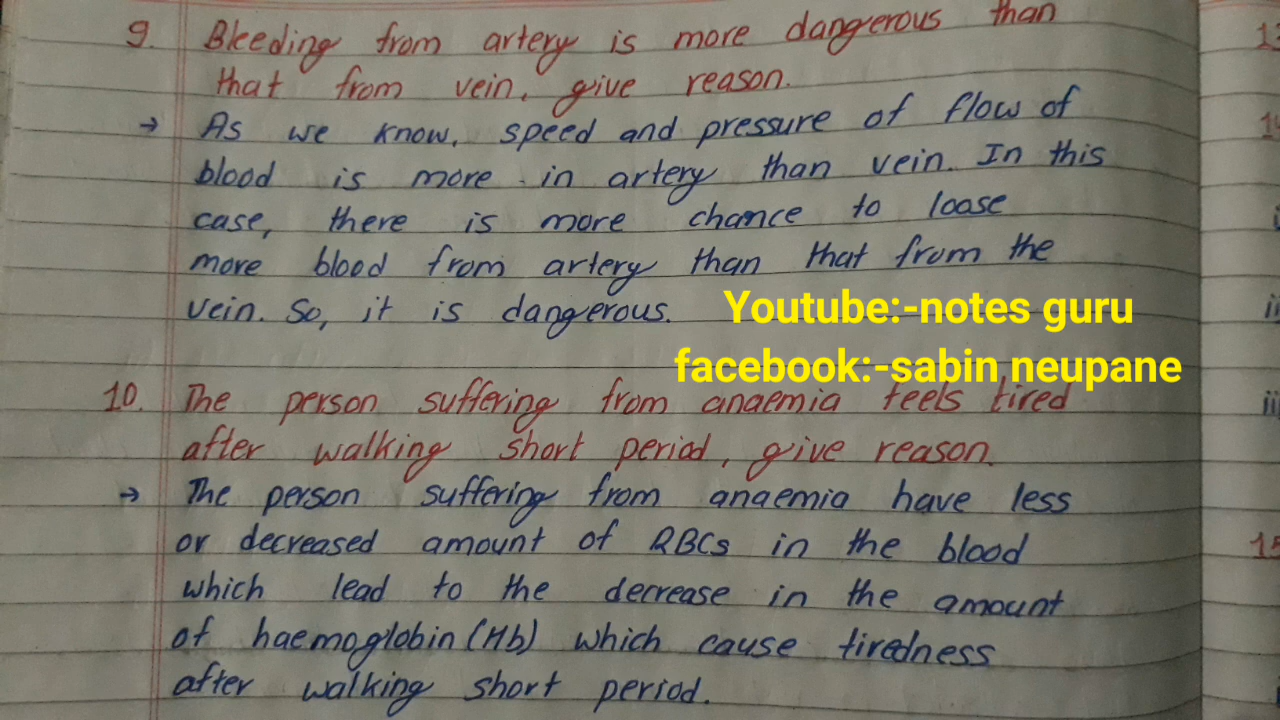 9. Bleeding from artery is more dangerous than
that from vein, give reason.
→ As we know, speed and pressure of flow of
blood is more in artery than vein. In this
case, there is more chance to loose
more blood from artery than that from the
vein. So, it is dangerous.
Youtube:-notes guru
facebook:-sabin neupane
10. The person suffering from anaemia feels tired
after walking short period, give reason.
→ The person suffering from anaemia have less
or decreased amount of RBCs in the blood
which lead to the decrease in the amount
of haemoglobin (Hb) which cause tiredness
after walking short period.